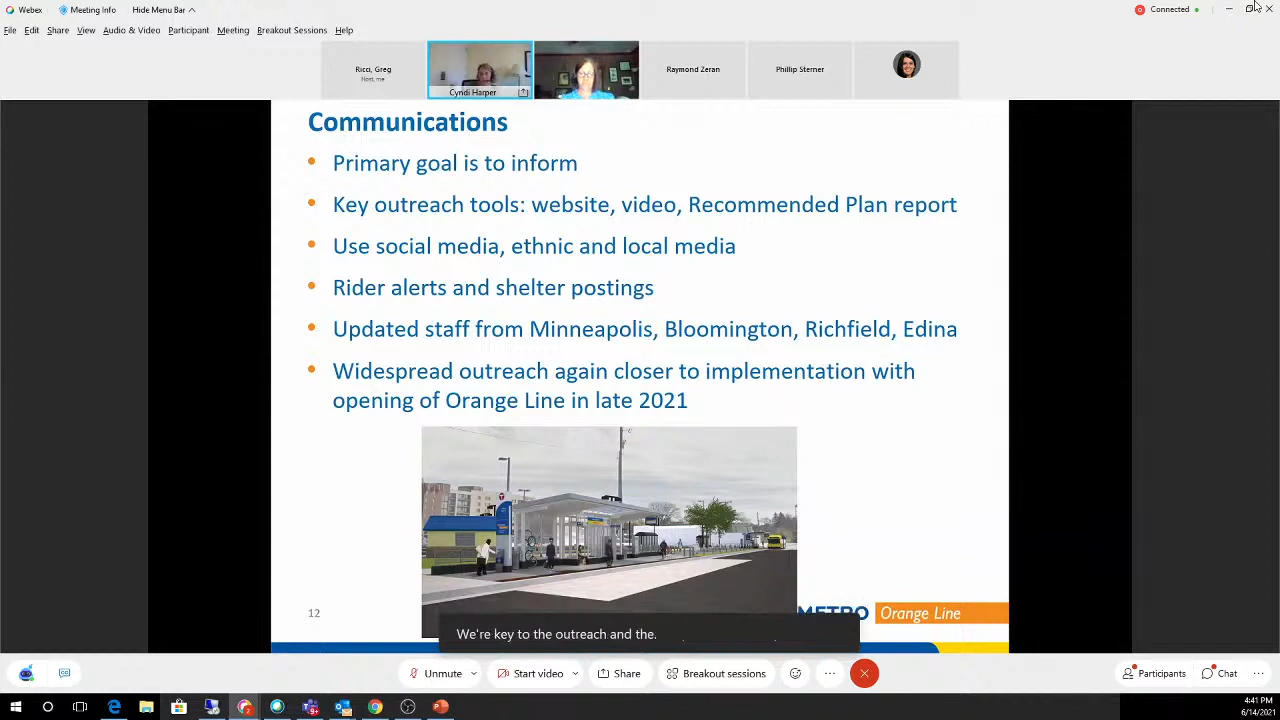 Webex
Meeting Info
Hide Menu Bar
Connected
File Edit Share View Audio & Video Participant Meeting Breakout Sessions Help
Ricci, Greg
Host, me
Cyndi Harper
Raymond Zeran
Phillip Sterner
Communications
• Primary goal is to inform
• Key outreach tools: website, video, Recommended Plan report
• Use social media, ethnic and local media
• Rider alerts and shelter postings
• Updated staff from Minneapolis, Bloomington, Richfield, Edina
• Widespread outreach again closer to implementation with
opening of Orange Line in late 2021
12
METRO Orange Line
We're key to the outreach and the.
Unmute
Start video
Share
Breakout sessions
Participants
Chat
4:41 PM
6/14/2021